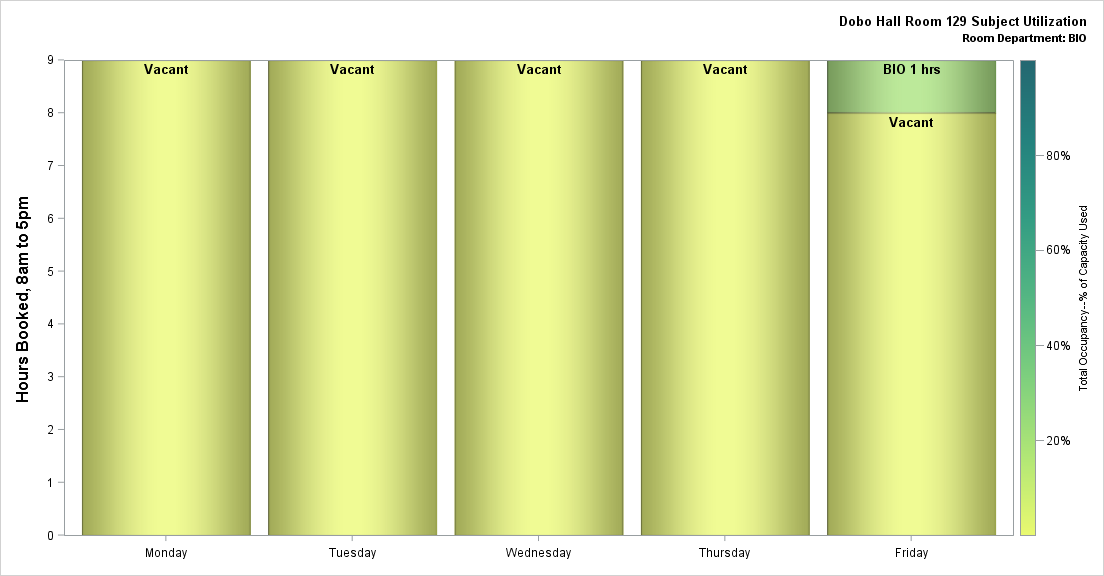 Dobo Hall Room 129 Subject Utilization
Room Department: BIO
Hours Booked, 8am to 5pm
9
8
7
6
5
4
3
2
1
0
Vacant
Vacant
Vacant
Vacant
BIO 1 hrs
Vacant
Monday
Tuesday
Wednesday
Thursday
Friday
80%
60%
40%
20%
Total Occupancy--% of Capacity Used